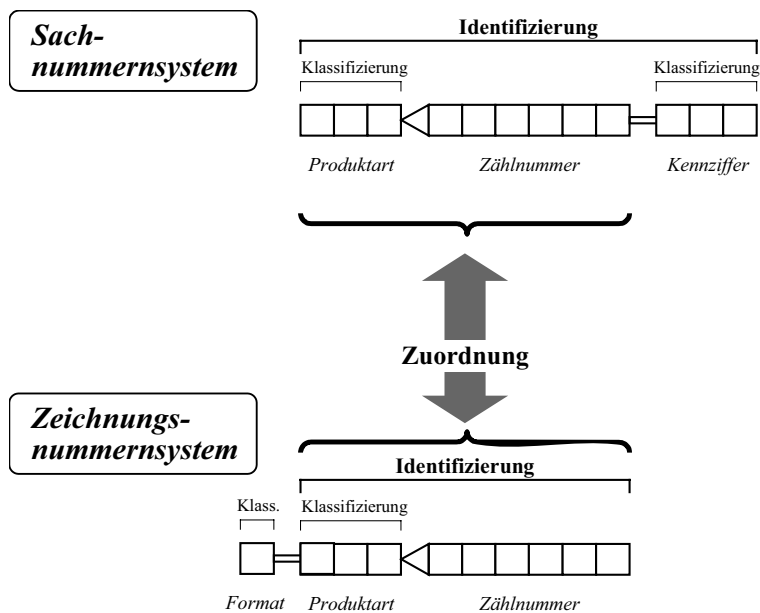 Sach-
nummernsystem
Identifizierung
Klassifizierung
Klassifizierung
Produktart
Zählnummer
Kennziffer
Zuordnung
Zeichnungs-
nummernsystem
Identifizierung
Klass.
Klassifizierung
Format
Produktart
Zählnummer